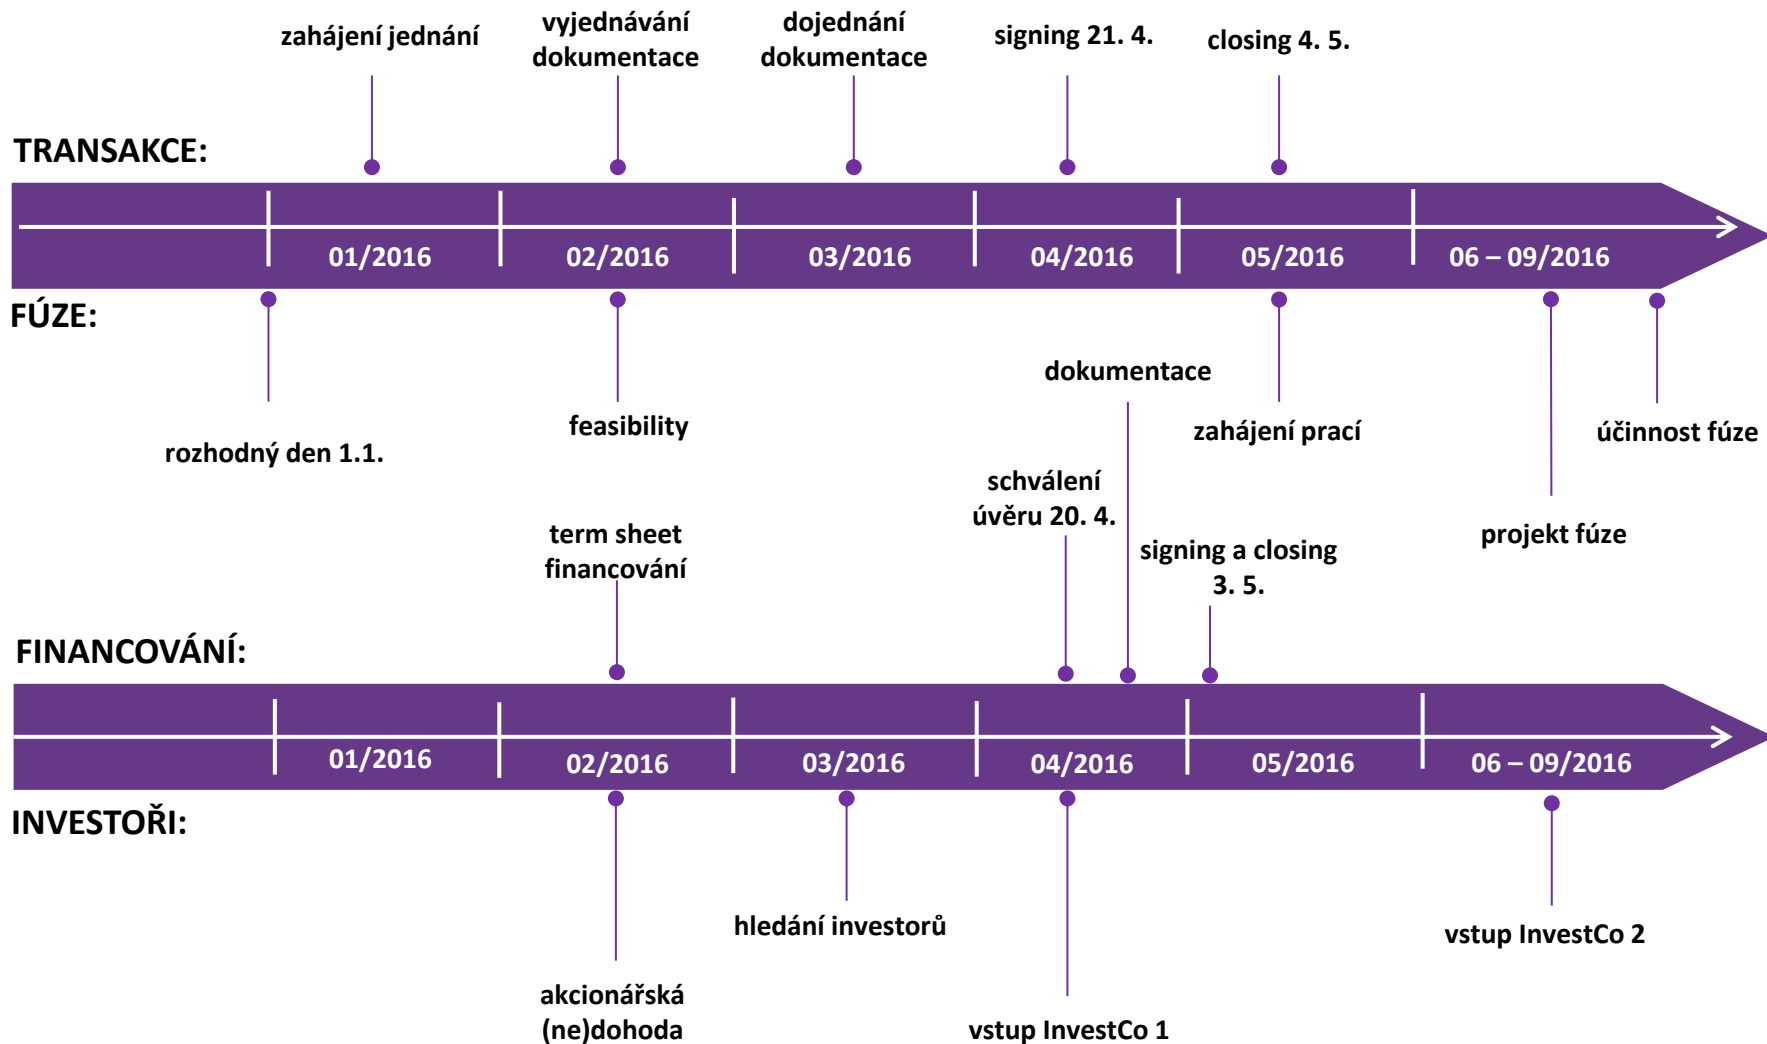 zahájení jednání
vyjednávání
dokumentace
dojednání
dokumentace
signing 21. 4.
closing 4. 5.
TRANSAKCE:
01/2016
02/2016
03/2016
04/2016
05/2016
06 – 09/2016
FÚZE:
rozhodný den 1.1.
feasibility
dokumentace
zahájení prací
účinnost fúze
projekt fúze
term sheet
financování
schválení
úvěru 20. 4.
signing a closing
3. 5.
FINANCOVÁNÍ:
01/2016
02/2016
03/2016
04/2016
05/2016
06 – 09/2016
INVESTOŘI:
akcionářská
(ne)dohoda
hledání investorů
vstup InvestCo 1
vstup InvestCo 2